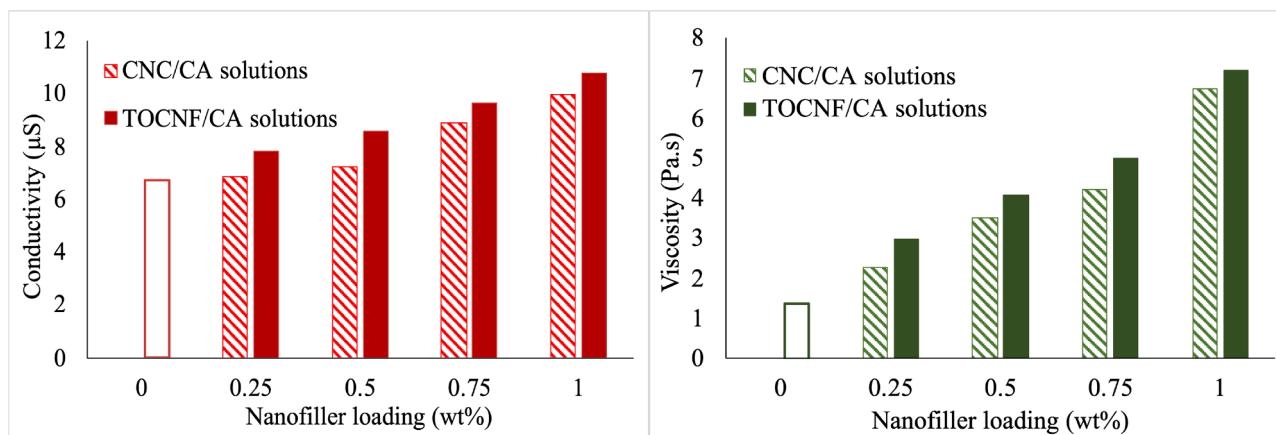 12
10
8
6
4
2
0
Conductivity (µS)
CNC/CA solutions
TOCNF/CA solutions
0 0.25 0.5 0.75 1
Nanofiller loading (wt%)
8
7
6
5
4
3
2
1
0
Viscosity (Pa.s)
CNC/CA solutions
TOCNF/CA solutions
0 0.25 0.5 0.75 1
Nanofiller loading (wt%)